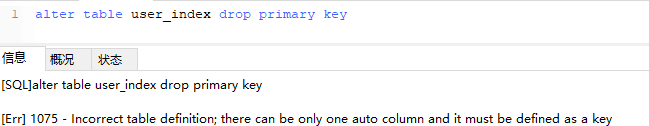 1 alter table user_index drop primary key
信息 概况 状态
[SQL]alter table user_index drop primary key
[Err] 1075 - Incorrect table definition; there can be only one auto column and it must be defined as a key